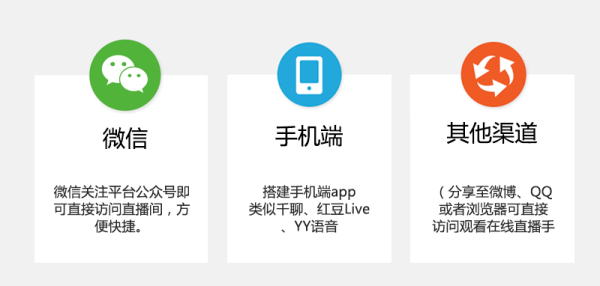 微信
微信关注平台公众号即
可直接访问直播间，方
便快捷。
手机端
搭建手机端app
类似千聊、红豆Live
、YY语音
其他渠道
（分享至微博、QQ
或者浏览器可直接
访问观看在线直播手